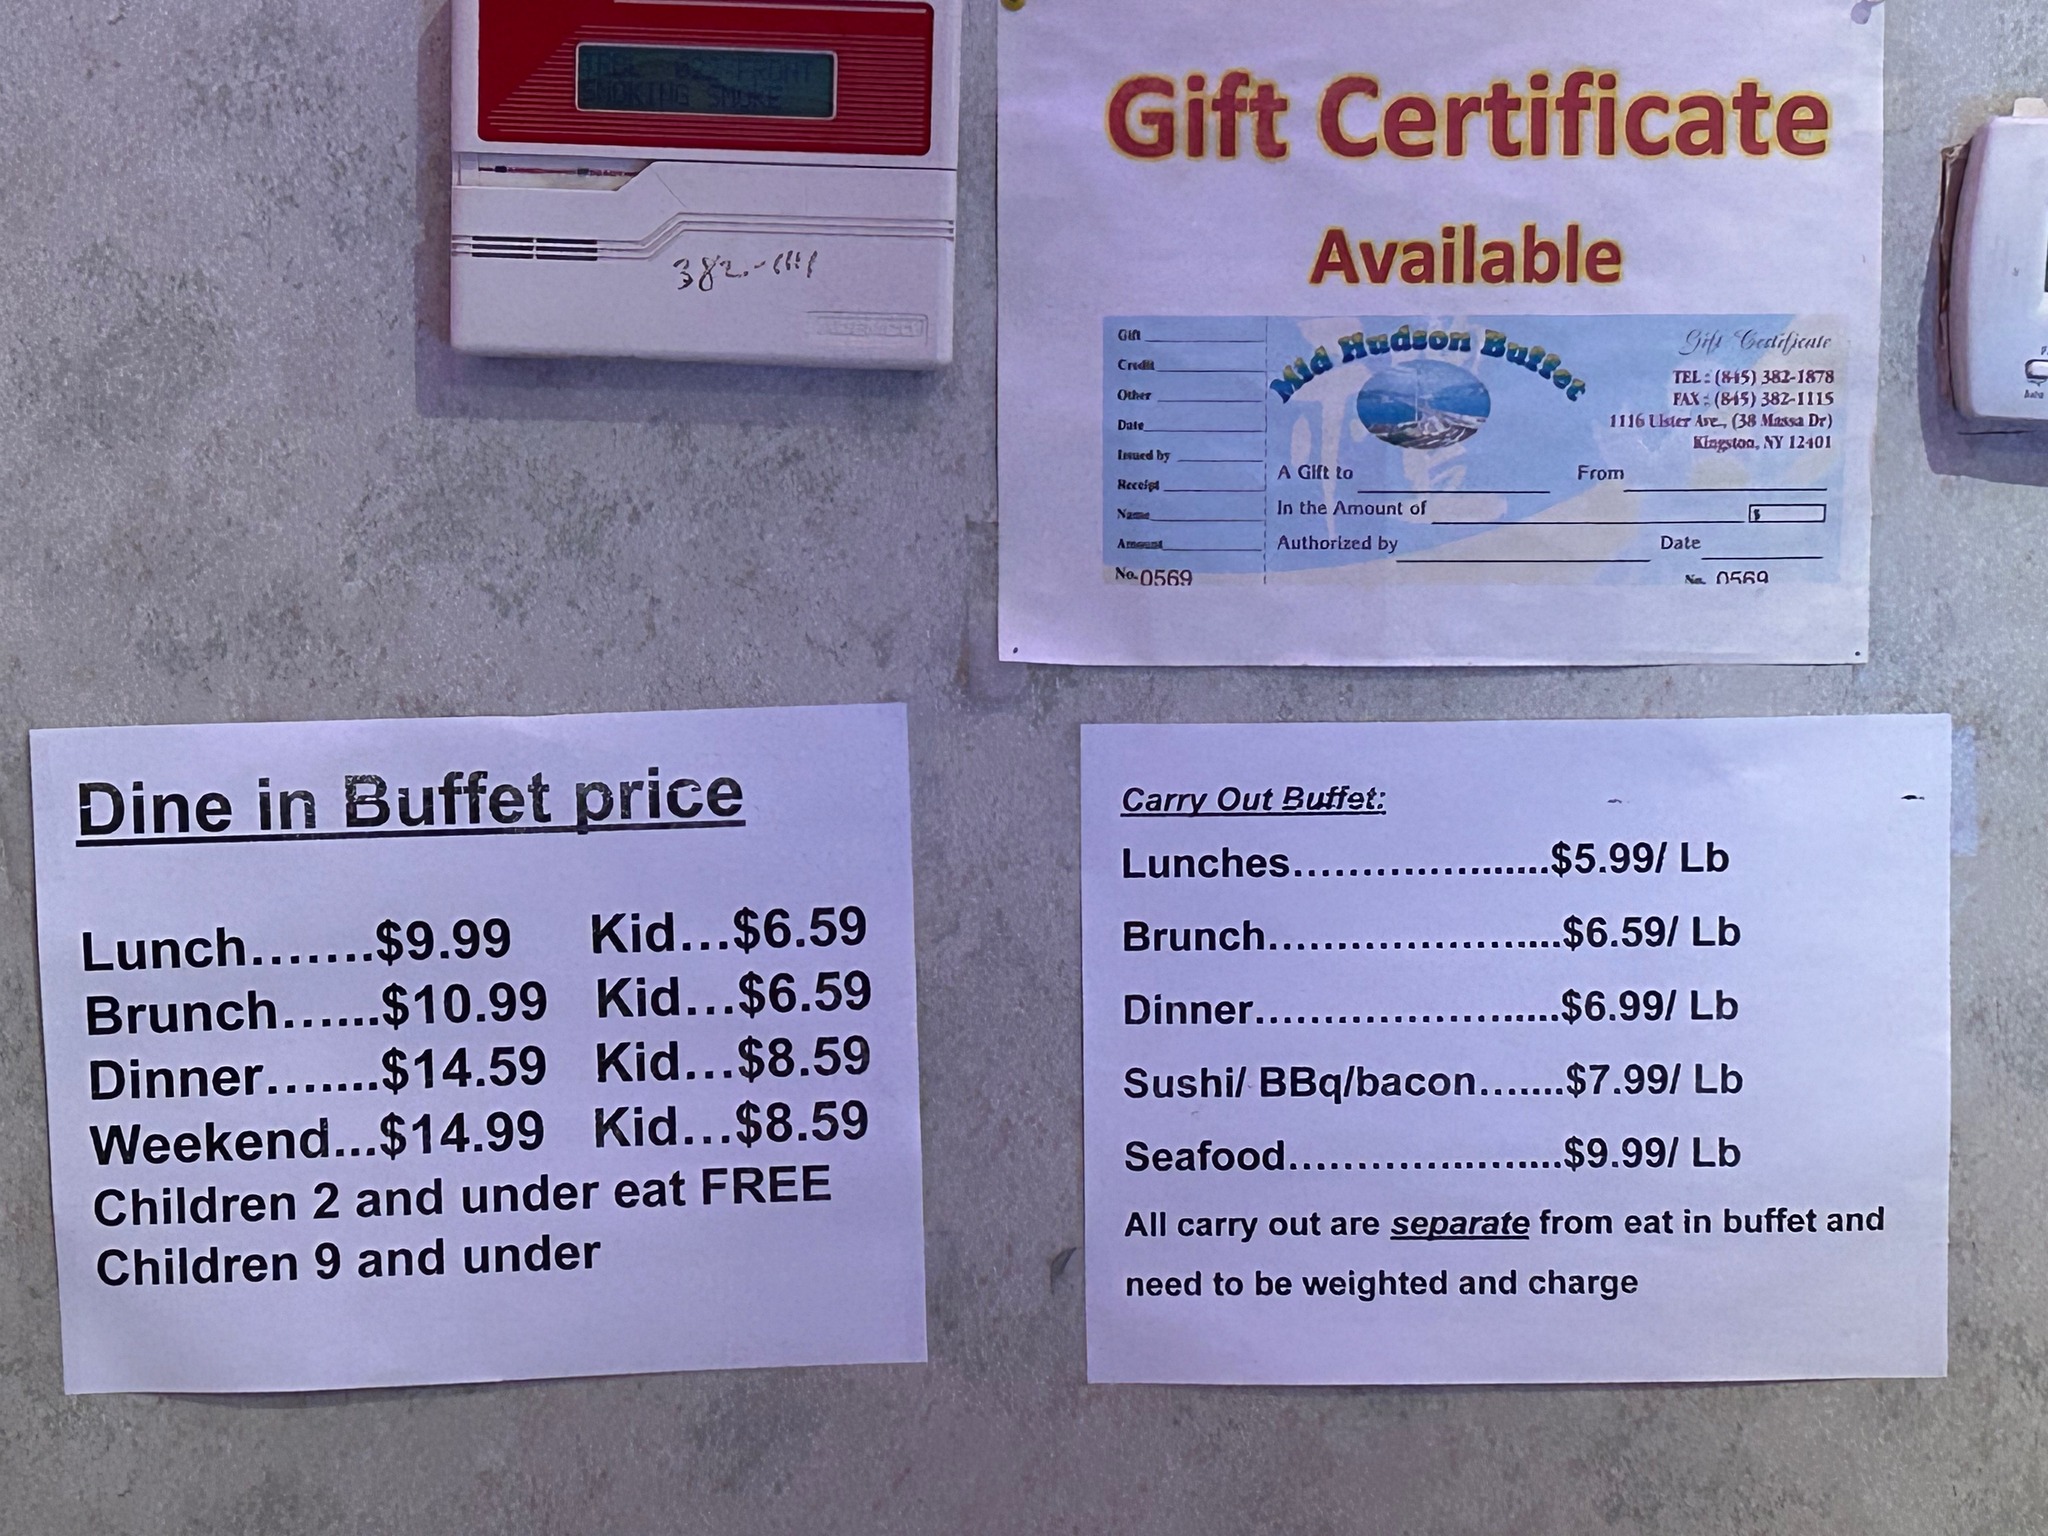 SMOKING SMOKE
382-1111
Gift Certificate
Available
Gift
Credit
Other
Date
Issued by
Receipt
Name
Amount
No. 0569
Mid Hudson Buffet
Gift Certificate
TEL : (845) 382-1878
FAX : (845) 382-1115
1116 Ulster Ave., (38 Massa Dr)
Kingston, NY 12401
A Gift to From
In the Amount of $
Authorized by Date
No. 0569
Dine in Buffet price
Lunch.......$9.99 Kid...$6.59
Brunch.......$10.99 Kid...$6.59
Dinner........$14.59 Kid...$8.59
Weekend...$14.99 Kid...$8.59
Children 2 and under eat FREE
Children 9 and under
Carry Out Buffet:
Lunches........................$5.99/ Lb
Brunch........................$6.59/ Lb
Dinner.........................$6.99/ Lb
Sushi/ BBq/bacon.......$7.99/ Lb
Seafood.......................$9.99/ Lb
All carry out are separate from eat in buffet and
need to be weighted and charge